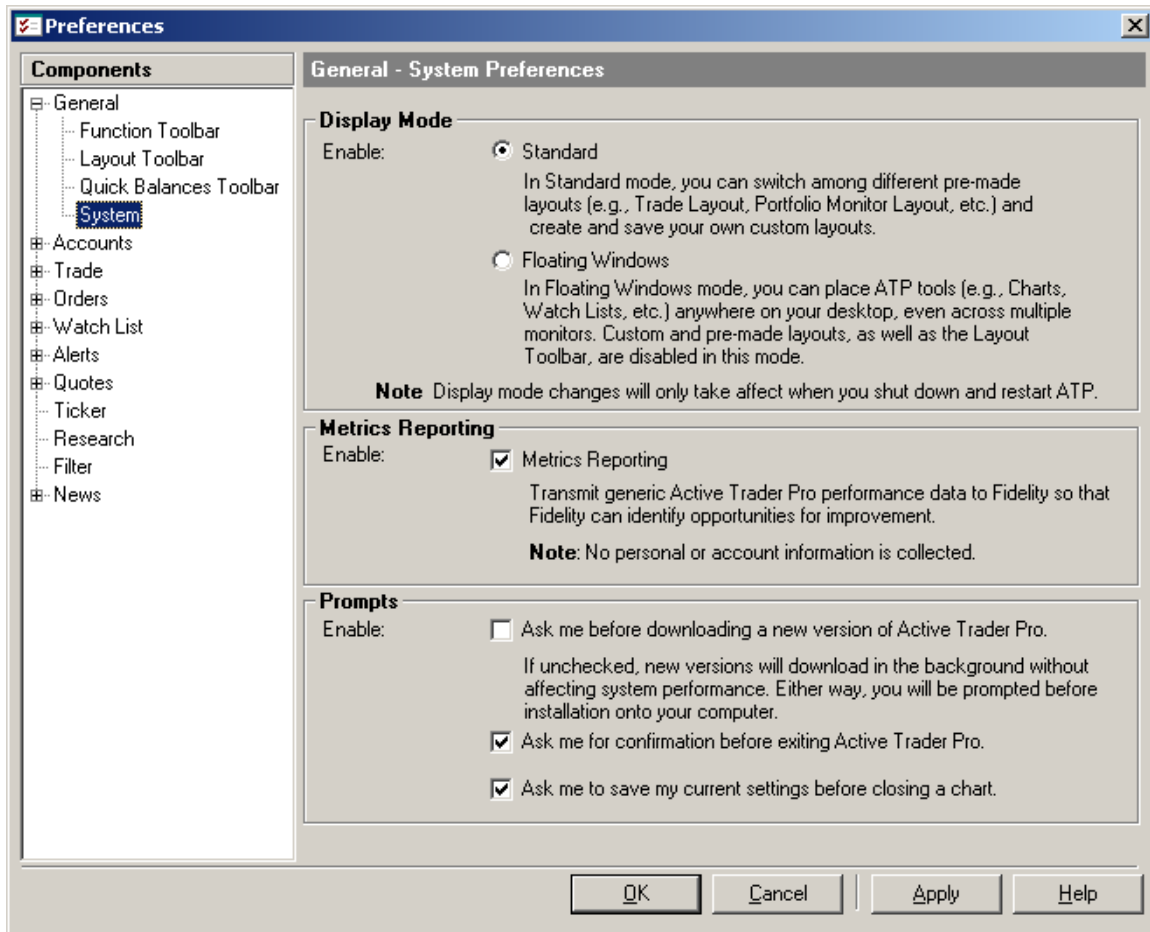 Preferences
Components
General
Function Toolbar
Layout Toolbar
Quick Balances Toolbar
System
Accounts
Trade
Orders
Watch List
Alerts
Quotes
Ticker
Research
Filter
News
General - System Preferences
Display Mode
Enable:
Standard
In Standard mode, you can switch among different pre-made
layouts (e.g., Trade Layout, Portfolio Monitor Layout, etc.) and
create and save your own custom layouts.
Floating Windows
In Floating Windows mode, you can place ATP tools (e.g., Charts,
Watch Lists, etc.) anywhere on your desktop, even across multiple
monitors. Custom and pre-made layouts, as well as the Layout
Toolbar, are disabled in this mode.
Note Display mode changes will only take affect when you shut down and restart ATP.
Metrics Reporting
Enable:
Metrics Reporting
Transmit generic Active Trader Pro performance data to Fidelity so that
Fidelity can identify opportunities for improvement.
Note: No personal or account information is collected.
Prompts
Enable:
Ask me before downloading a new version of Active Trader Pro.
If unchecked, new versions will download in the background without
affecting system performance. Either way, you will be prompted before
installation onto your computer.
Ask me for confirmation before exiting Active Trader Pro.
Ask me to save my current settings before closing a chart.
OK
Cancel
Apply
Help